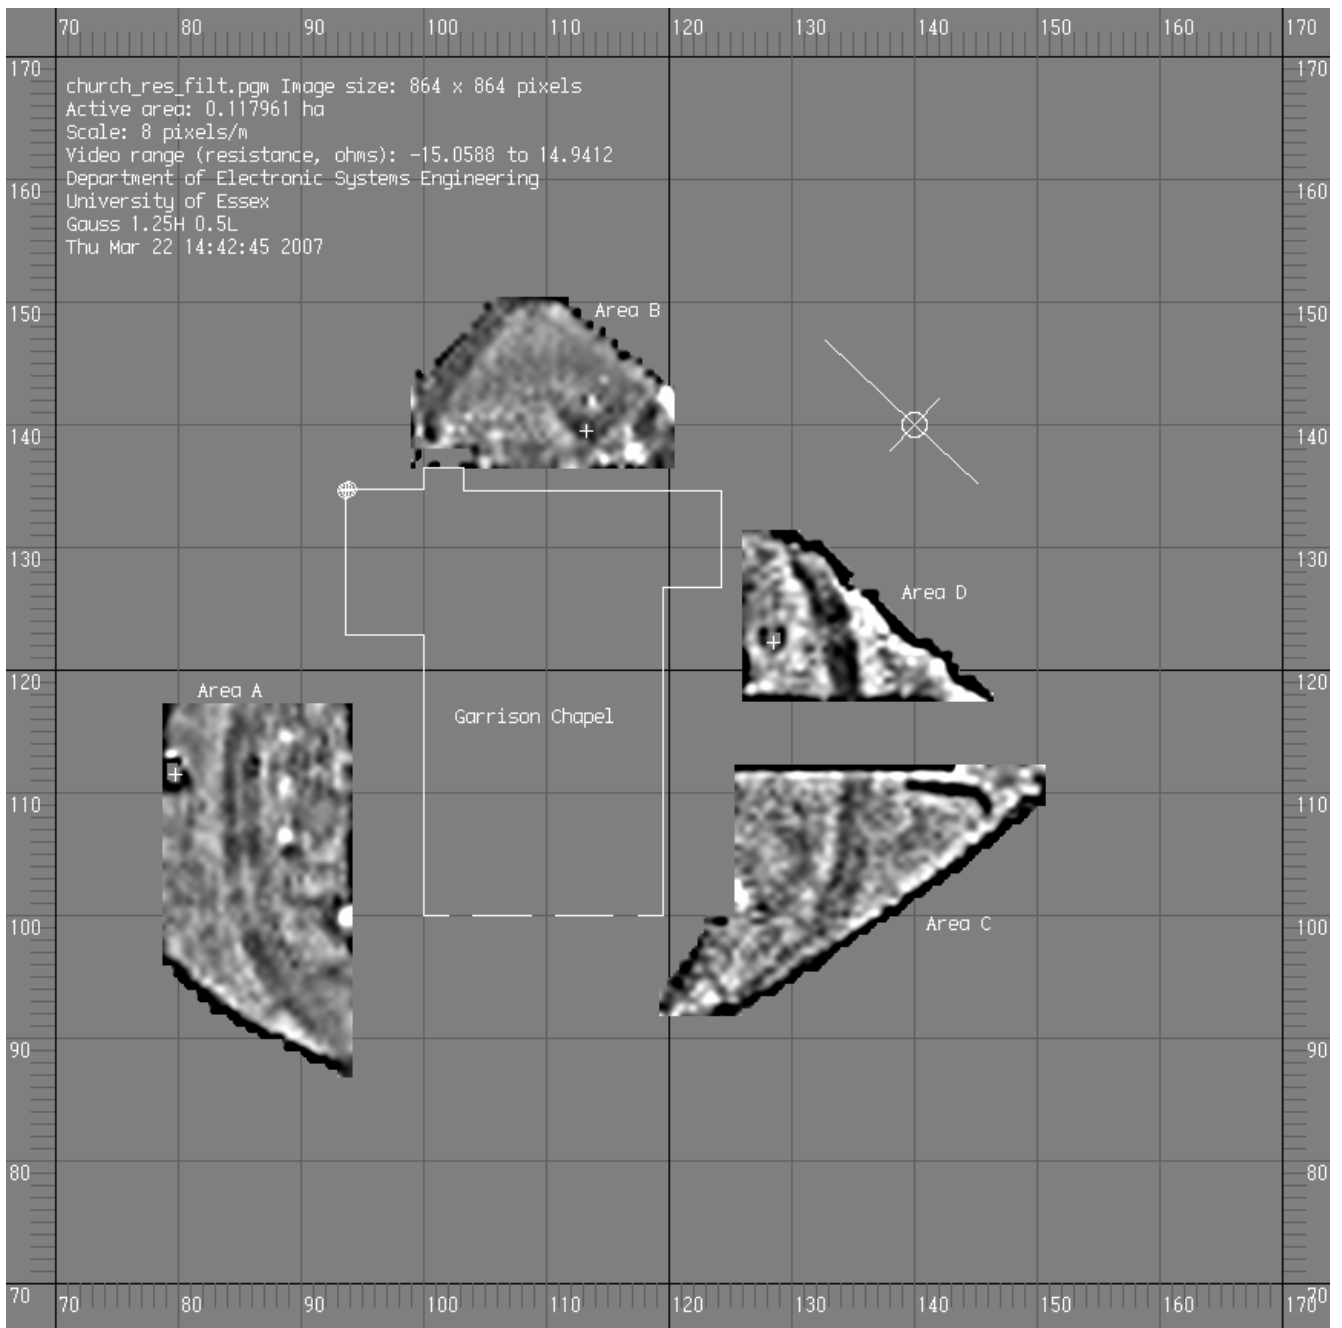 70 80 90 100 110 120 130 140 150 160 170
170 170
church_res_filt.pgm Image size: 864 x 864 pixels
Active area: 0.117961 ha
Scale: 8 pixels/m
Video range (resistance, ohms): -15.0588 to 14.9412
160 160
Department of Electronic Systems Engineering
University of Essex
Gauss 1.25H 0.5L
Thu Mar 22 14:42:45 2007
150 Area B 150
140 140
130 130
Area D
120 120
Area A
Garrison Chapel
110 110
100 Area C 100
90 90
80 80
70 70
70 80 90 100 110 120 130 140 150 160 170